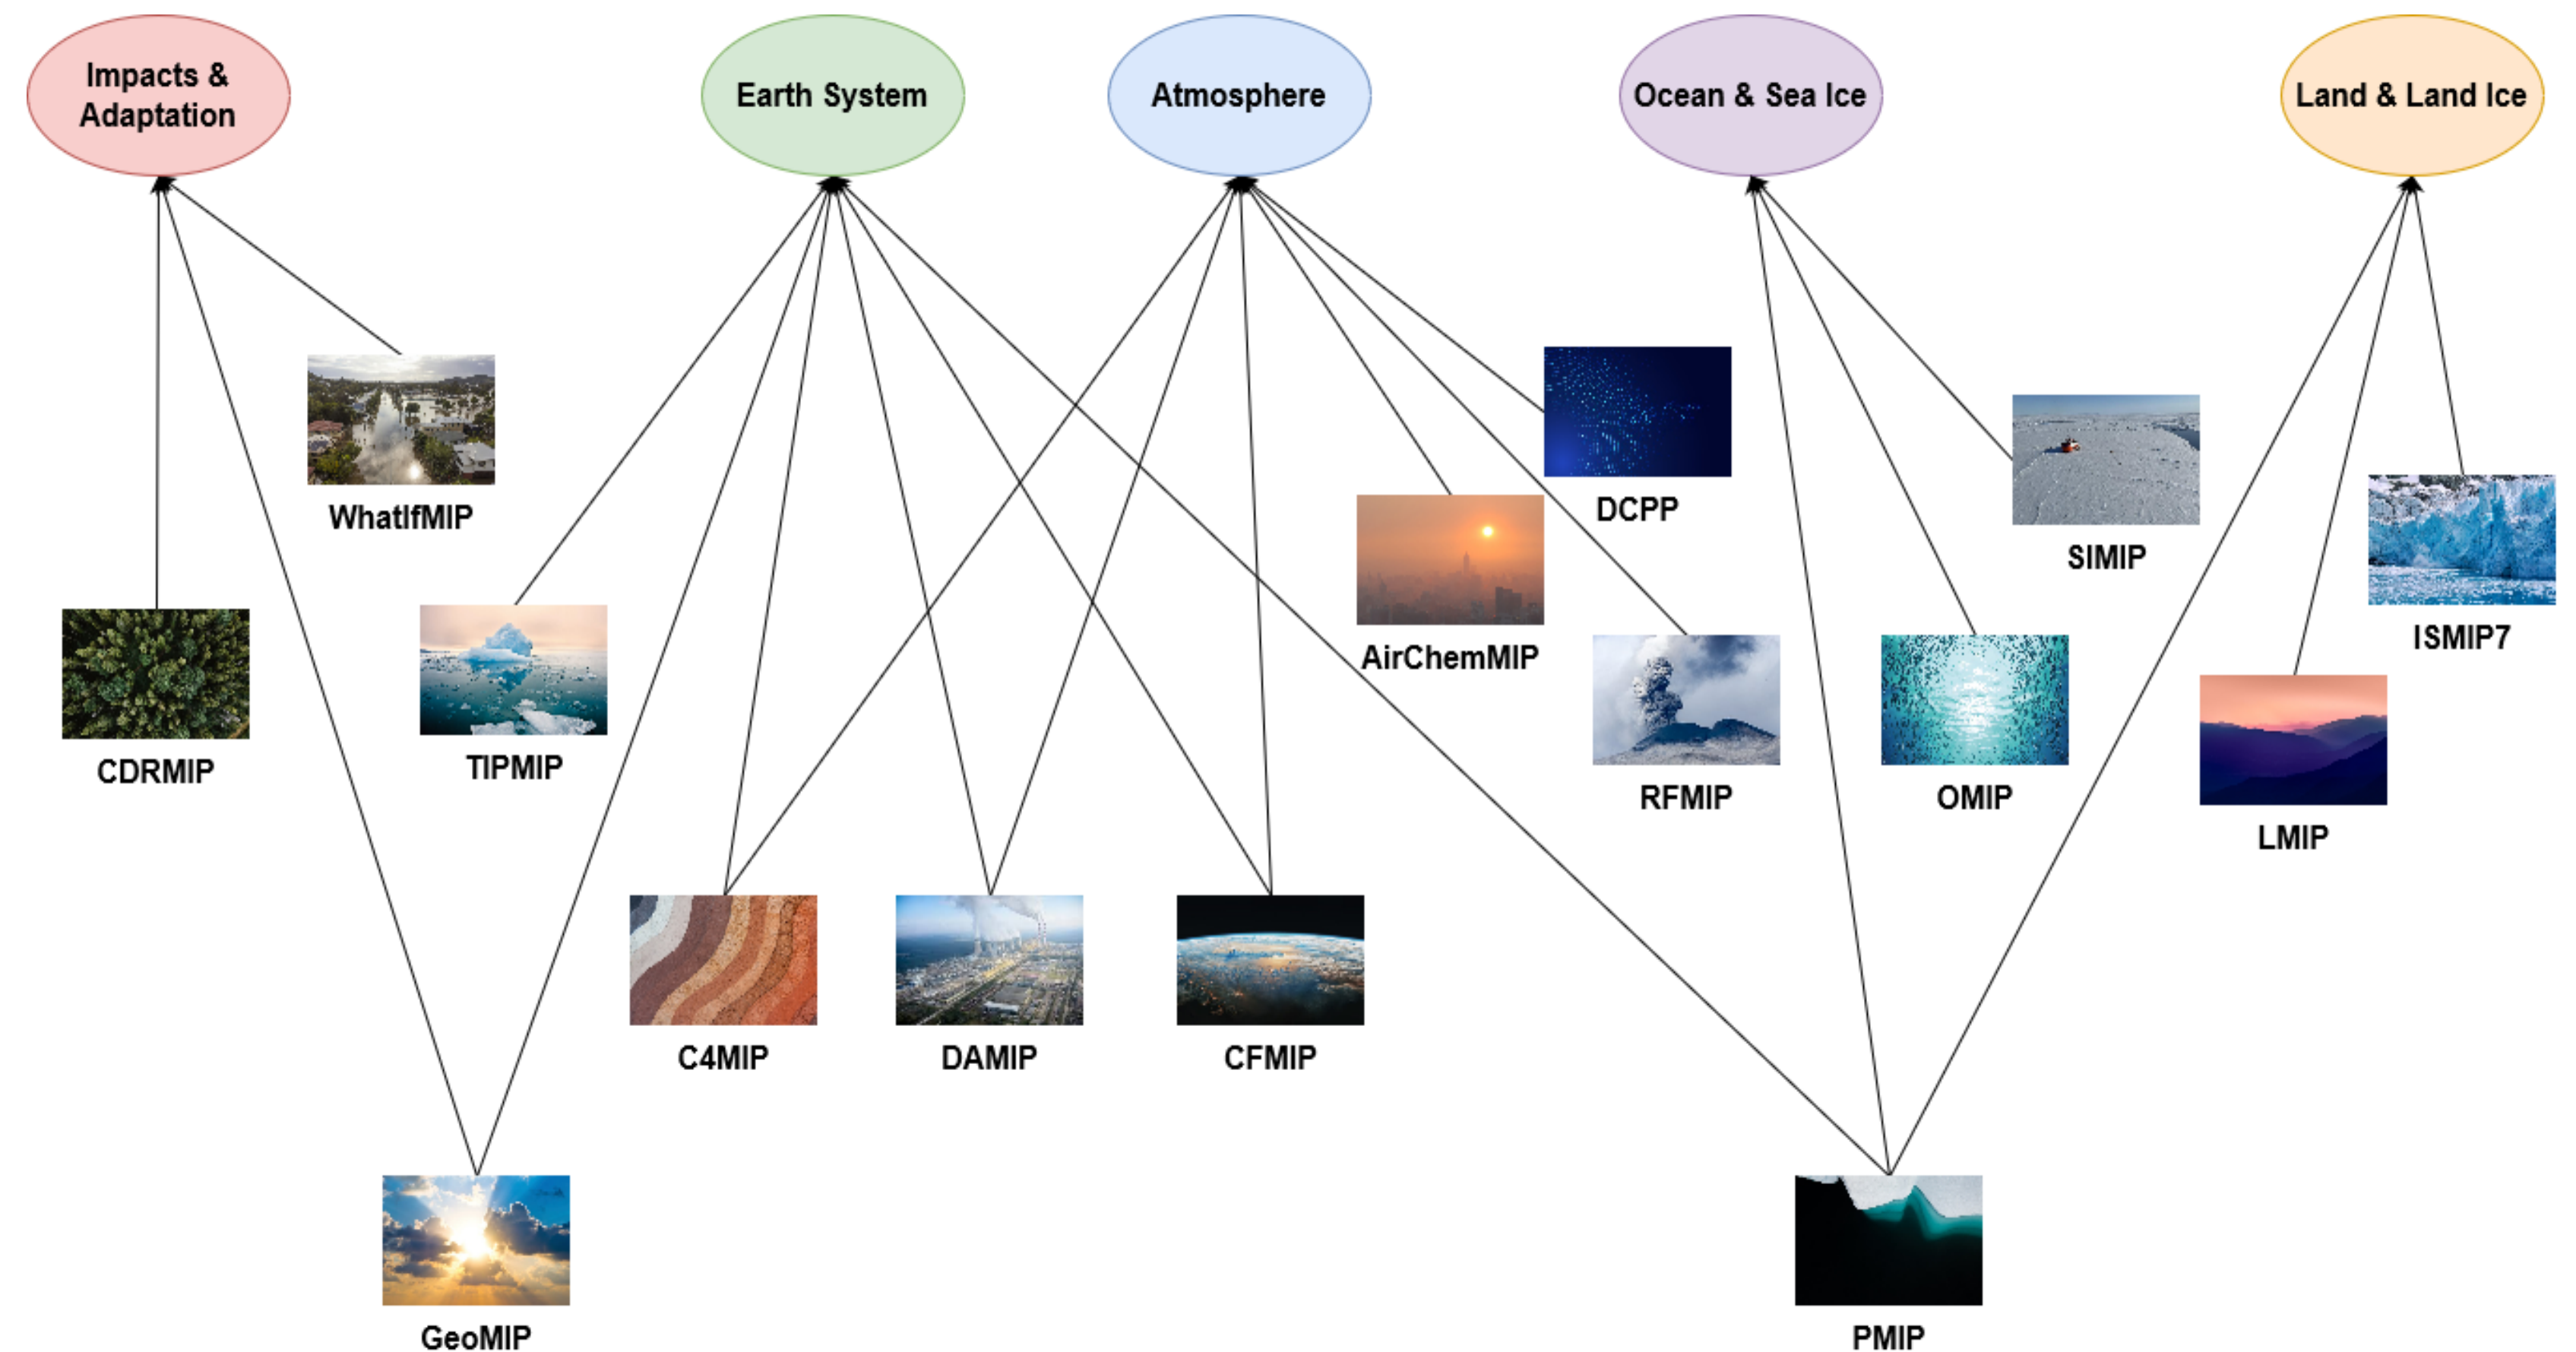 Impacts &
Adaptation
Earth System
Atmosphere
Ocean & Sea Ice
Land & Land Ice
WhatIfMIP
DCPP
SIMIP
ISMIP7
AirChemMIP
CDRMIP
TIPMIP
RFMIP
OMIP
LMIP
C4MIP
DAMIP
CFMIP
GeoMIP
PMIP